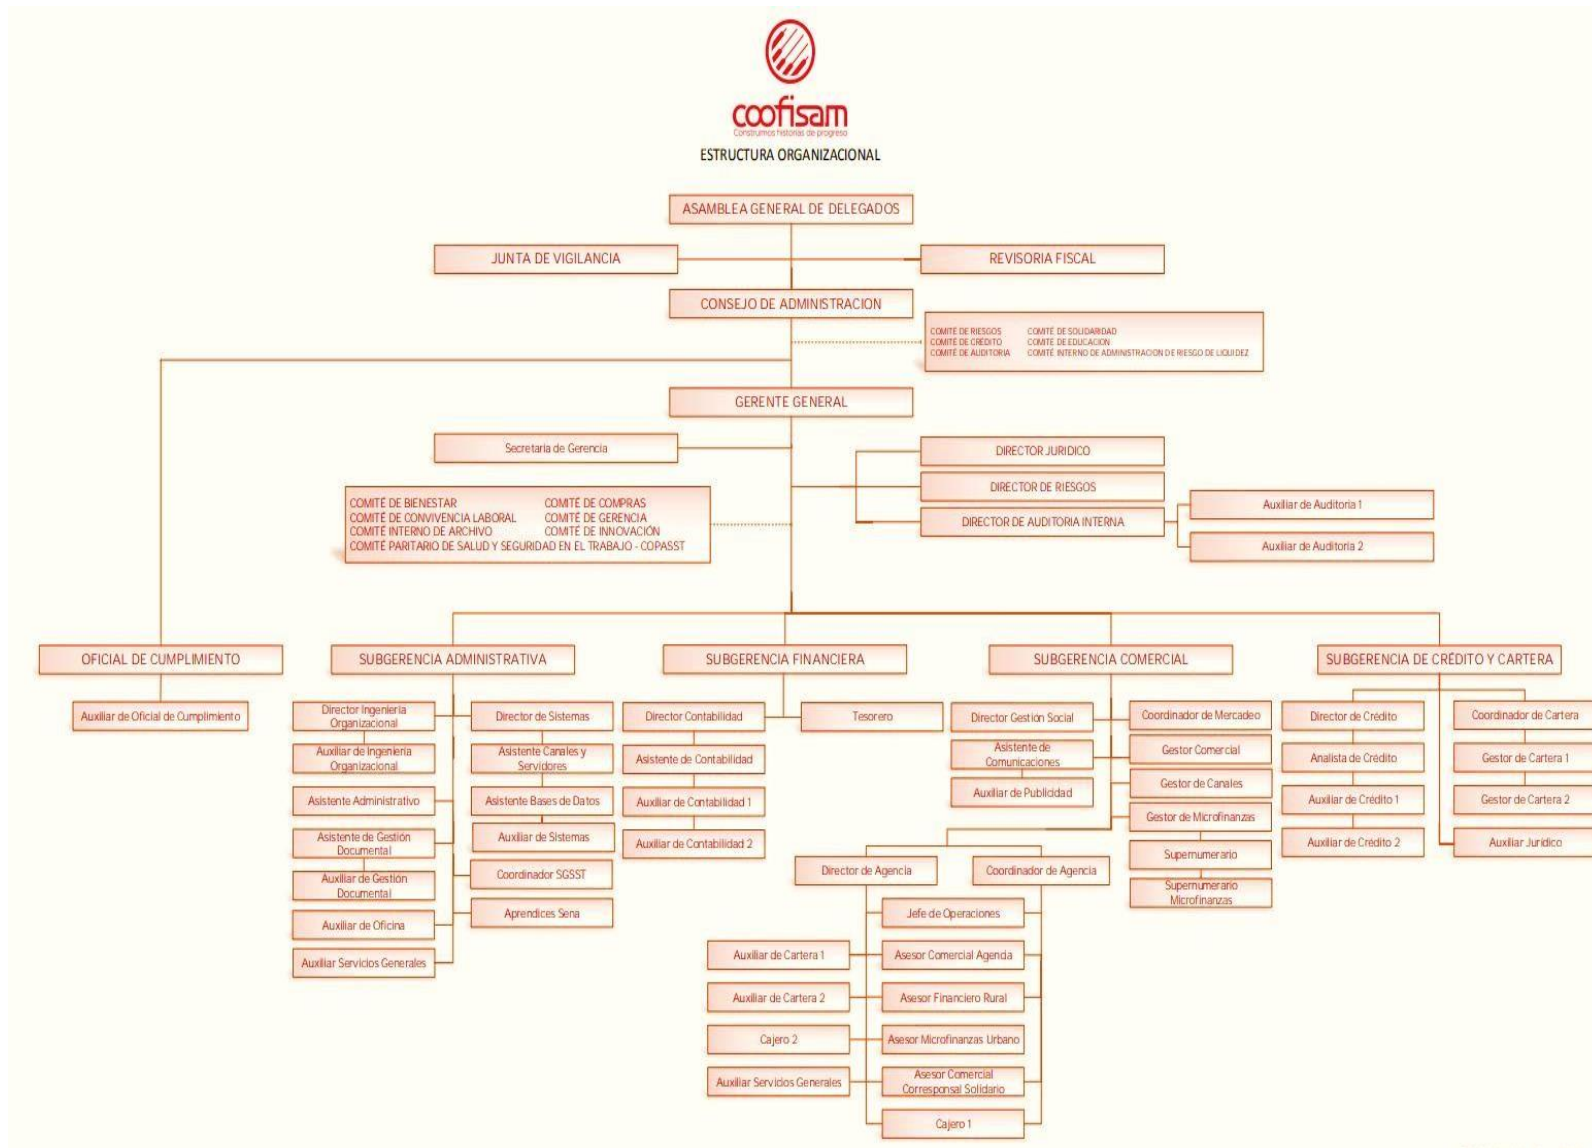 coofisam
Construimos historias de progreso
ESTRUCTURA ORGANIZACIONAL
ASAMBLEA GENERAL DE DELEGADOS
JUNTA DE VIGILANCIA
REVISORIA FISCAL
CONSEJO DE ADMINISTRACION
COMITÉ DE RIESGOS COMITÉ DE SOLIDARIDAD
COMITÉ DE CRÉDITO COMITÉ DE EDUCACION
COMITÉ DE AUDITORIA COMITÉ INTERNO DE ADMINISTRACION DE RIESGO DE LIQUIDEZ
GERENTE GENERAL
Secretaria de Gerencia
DIRECTOR JURIDICO
DIRECTOR DE RIESGOS
DIRECTOR DE AUDITORIA INTERNA
Auxiliar de Auditoria 1
Auxiliar de Auditoria 2
COMITÉ DE BIENESTAR COMITÉ DE COMPRAS
COMITÉ DE CONVIVENCIA LABORAL COMITÉ DE GERENCIA
COMITÉ INTERNO DE ARCHIVO COMITÉ DE INNOVACIÓN
COMITÉ PARITARIO DE SALUD Y SEGURIDAD EN EL TRABAJO - COPASST
OFICIAL DE CUMPLIMIENTO
Auxiliar de Oficial de Cumplimiento
SUBGERENCIA ADMINISTRATIVA
Director Ingeniería
Organizacional
Auxiliar de Ingeniería
Organizacional
Asistente Administrativo
Asistente de Gestión
Documental
Auxiliar de Gestión
Documental
Auxiliar de Oficina
Auxiliar Servicios Generales
Director de Sistemas
Asistente Canales y
Servidores
Asistente Bases de Datos
Auxiliar de Sistemas
Coordinador SGSST
Aprendices Sena
SUBGERENCIA FINANCIERA
Director Contabilidad
Asistente de Contabilidad
Auxiliar de Contabilidad 1
Auxiliar de Contabilidad 2
Tesorero
SUBGERENCIA COMERCIAL
Director Gestión Social
Asistente de
Comunicaciones
Auxiliar de Publicidad
Coordinador de Mercadeo
Gestor Comercial
Gestor de Canales
Gestor de Microfinanzas
Supernumerario
Supernumerario
Microfinanzas
Director de Agencia
Coordinador de Agencia
Jefe de Operaciones
Auxiliar de Cartera 1
Asesor Comercial Agencia
Auxiliar de Cartera 2
Asesor Financiero Rural
Cajero 2
Asesor Microfinanzas Urbano
Auxiliar Servicios Generales
Asesor Comercial
Corresponsal Solidario
Cajero 1
SUBGERENCIA DE CRÉDITO Y CARTERA
Director de Crédito
Analista de Crédito
Auxiliar de Crédito 1
Auxiliar de Crédito 2
Coordinador de Cartera
Gestor de Cartera 1
Gestor de Cartera 2
Auxiliar Jurídico